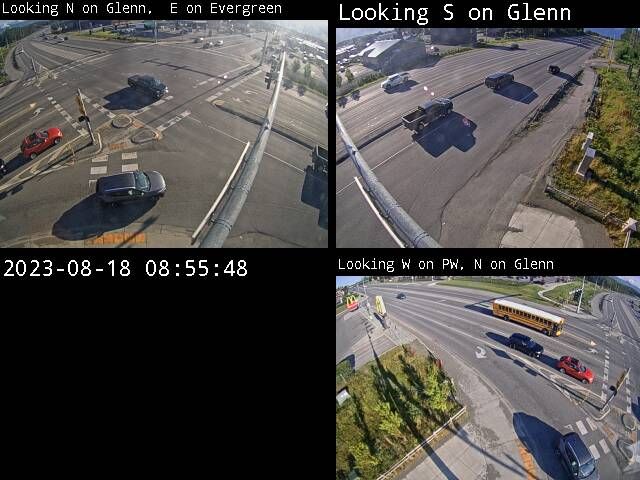 Looking N on Glenn,  E on Evergreen
Looking S on Glenn
2023-08-18 08:55:48
Looking W on PW, N on Glenn